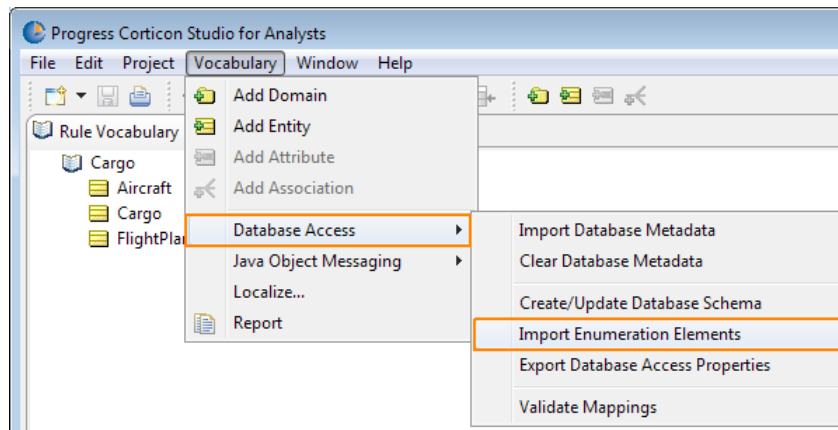 Progress Corticon Studio for Analysts
File Edit Project Vocabulary Window Help
Rule Vocabulary
Cargo
Aircraft
Cargo
Add Domain
Add Entity
Add Attribute
Add Association
Database Access
Java Object Messaging
Localize...
Report
Import Database Metadata
Clear Database Metadata
Create/Update Database Schema
Import Enumeration Elements
Export Database Access Properties
Validate Mappings